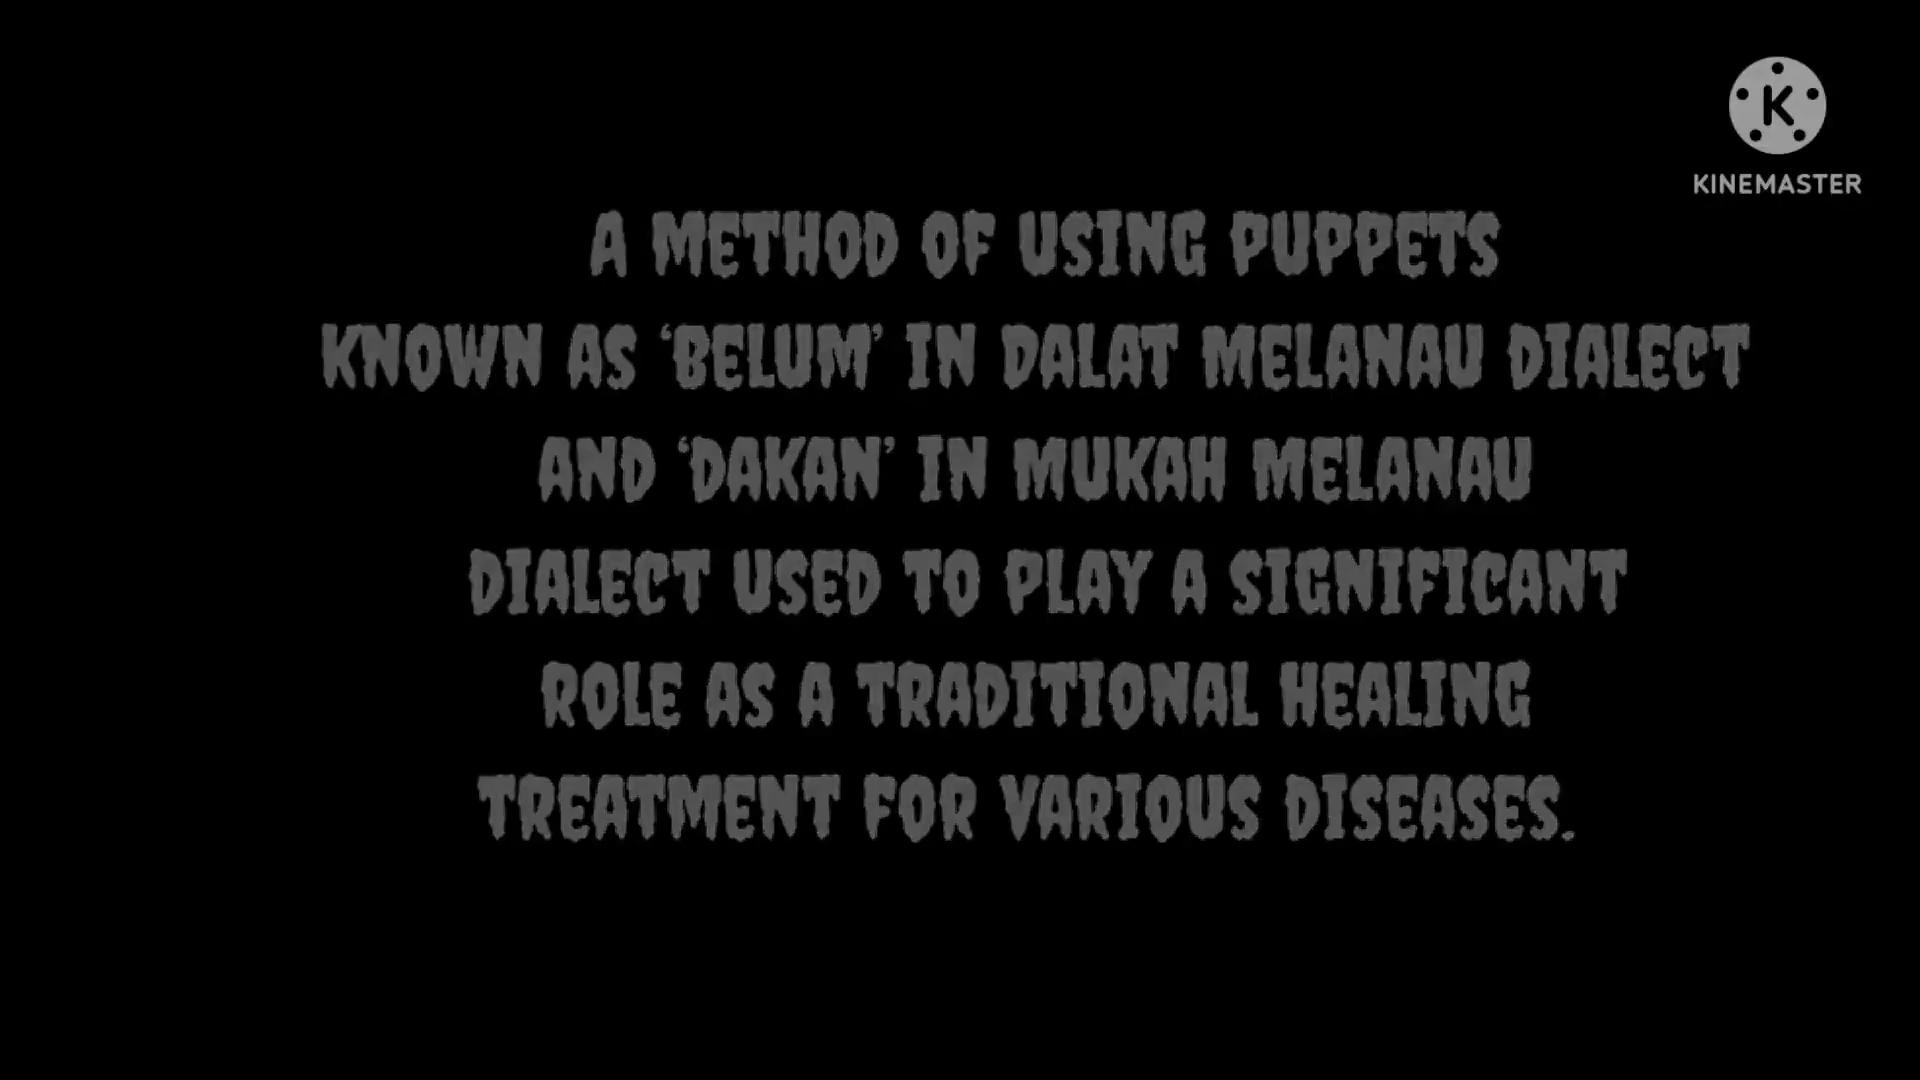 K
KINEMASTER
A METHOD OF USING PUPPETS
KNOWN AS ‘BELUM’ IN DALAT MELANAU DIALECT
AND ‘DAKAN’ IN MUKAH MELANAU
DIALECT USED TO PLAY A SIGNIFICANT
ROLE AS A TRADITIONAL HEALING
TREATMENT FOR VARIOUS DISEASES.